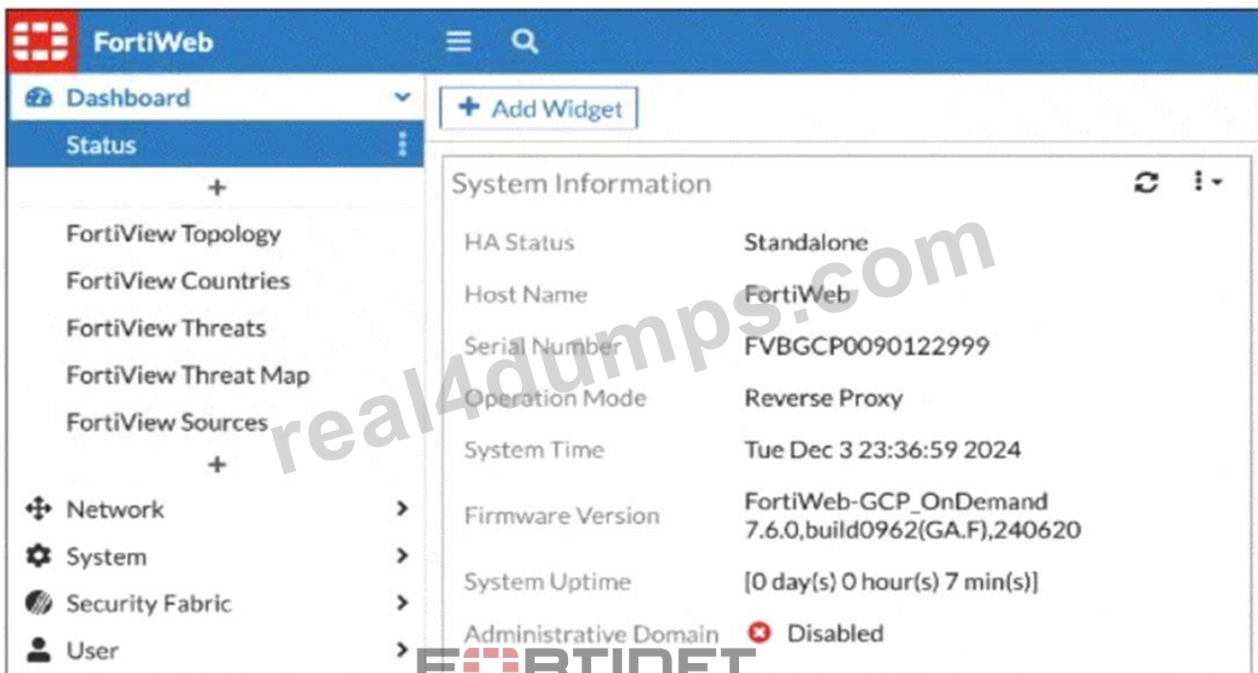 FortiWeb
Dashboard
+ Add Widget
Status
System Information
+
FortiView Topology
HA Status Standalone
FortiView Countries
Host Name FortiWeb
FortiView Threats
Serial Number FVBGCP0090122999
FortiView Threat Map
Operation Mode Reverse Proxy
FortiView Sources
System Time Tue Dec 3 23:36:59 2024
+
Network
Firmware Version FortiWeb-GCP_OnDemand
7.6.0,build0962(GA.F),240620
System
System Uptime [0 day(s) 0 hour(s) 7 min(s)]
Security Fabric
Administrative Domain Disabled
User
real4dumps.com
FORTINET